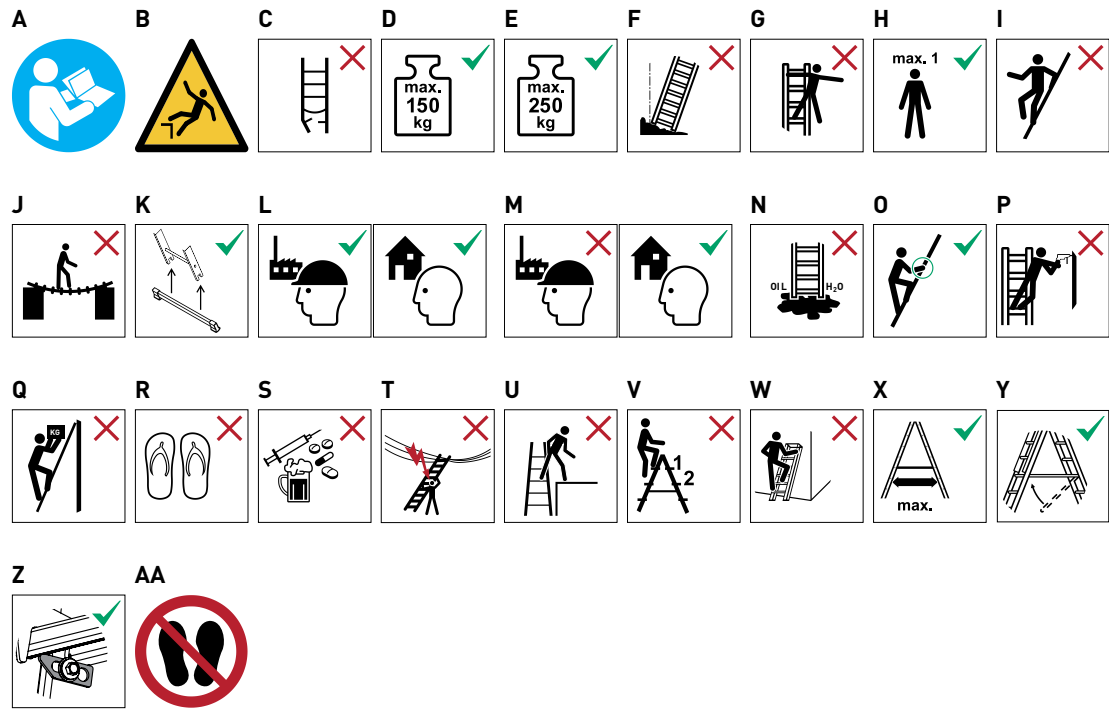 A B C D E F G H I
max.
150
kg
max.
250
kg
max. 1
J K L M N O P
OIL H₂O
Q R S T U V W X Y
KG
1
2
max.
Z AA